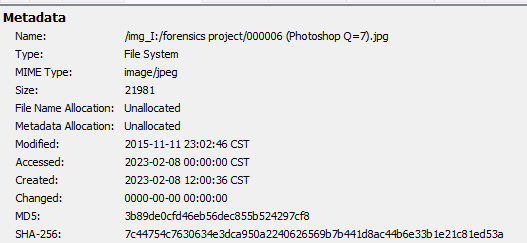 Metadata
Name: /img_I:/forensics project/000006 (Photoshop Q=7).jpg
Type: File System
MIME Type: image/jpeg
Size: 21981
File Name Allocation: Unallocated
Metadata Allocation: Unallocated
Modified: 2015-11-11 23:02:46 CST
Accessed: 2023-02-08 00:00:00 CST
Created: 2023-02-08 12:00:36 CST
Changed: 0000-00-00 00:00:00
MD5: 3b89de0cfd46eb56dec855b524297cf8
SHA-256: 7c44754c7630634e3dca950a2240626569b7b441d8ac44b6e33b1e21c81ed53a